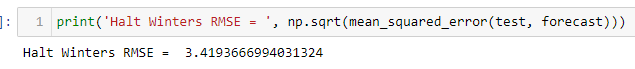 ]: 1 print('Halt Winters RMSE = ', np.sqrt(mean_squared_error(test, forecast)))
Halt Winters RMSE =  3.4193666994031324